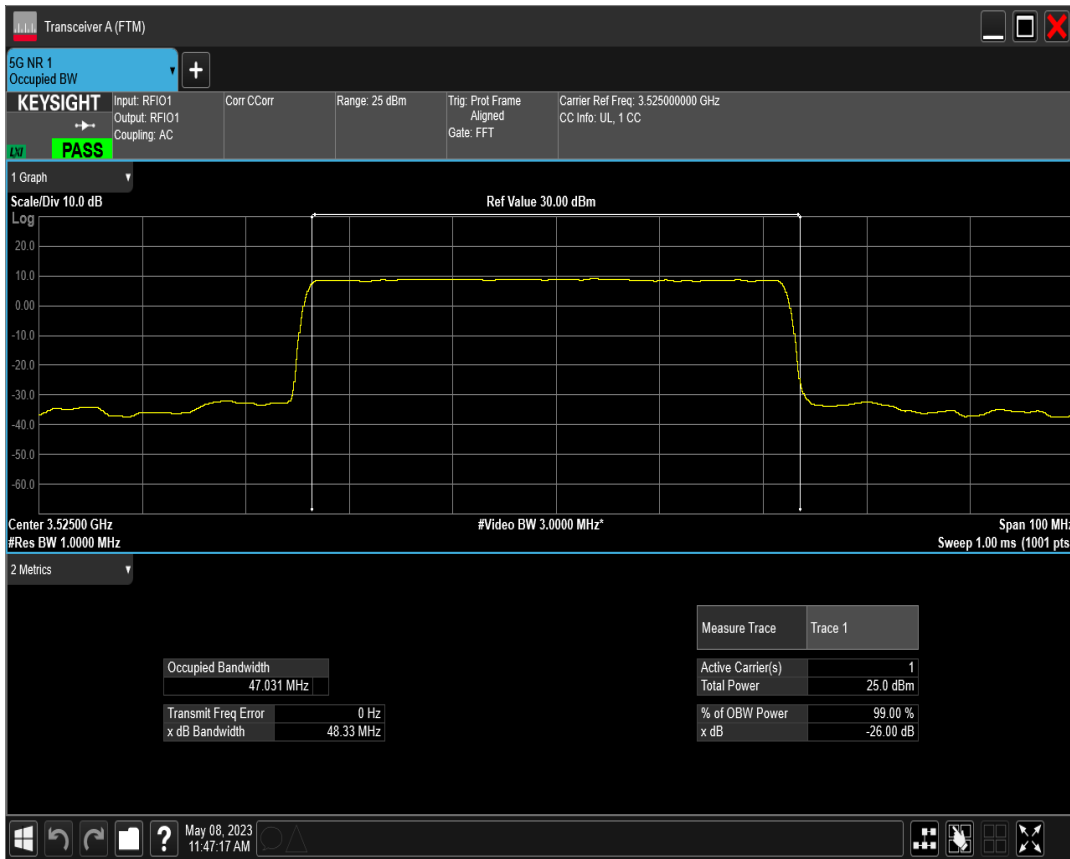 Transceiver A (FTM)
5G NR 1
Occupied BW
+
KEYSIGHT
LXI
PASS
Input: RFIO1
Output: RFIO1
Coupling: AC
Corr CCorr
Range: 25 dBm
Trig: Prot Frame
Aligned
Gate: FFT
Carrier Ref Freq: 3.525000000 GHz
CC Info: UL, 1 CC
1 Graph
Scale/Div 10.0 dB
Ref Value 30.00 dBm
Log
20.0
10.0
0.00
-10.0
-20.0
-30.0
-40.0
-50.0
-60.0
Center 3.52500 GHz
#Video BW 3.0000 MHz*
Span 100 MHz
#Res BW 1.0000 MHz
Sweep 1.00 ms (1001 pts
2 Metrics
Measure Trace Trace 1
Occupied Bandwidth
47.031 MHz
Active Carrier(s) 1
Total Power 25.0 dBm
Transmit Freq Error 0 Hz
x dB Bandwidth 48.33 MHz
% of OBW Power 99.00 %
x dB -26.00 dB
?
May 08, 2023
11:47:17 AM